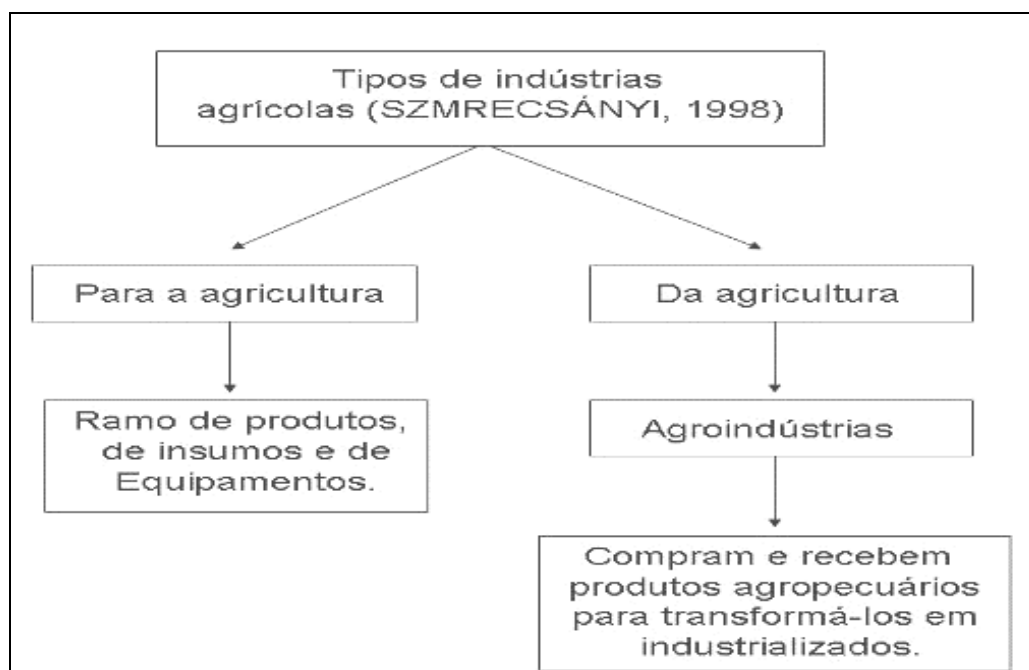 Tipos de indústrias
agrícolas (SZMRECSÁNYI, 1998)
Para a agricultura
Da agricultura
Ramo de produtos,
de insumos e de
Equipamentos.
Agroindústrias
Compram e recebem
produtos agropecuários
para transformá-los em
industrializados.